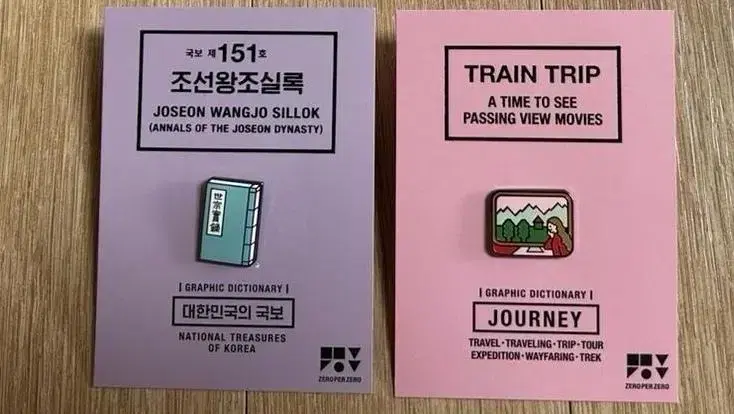 국보 제151호
조선왕조실록
JOSEON WANGJO SILLOK
(ANNALS OF THE JOSEON DYNASTY)
世宗實錄
| GRAPHIC DICTIONARY |
대한민국의 국보
NATIONAL TREASURES
OF KOREA
ZEROPERZERO
TRAIN TRIP
A TIME TO SEE
PASSING VIEW MOVIES
| GRAPHIC DICTIONARY |
JOURNEY
TRAVEL·TRAVELING·TRIP·TOUR
EXPEDITION·WAYFARING·TREK
ZEROPERZERO